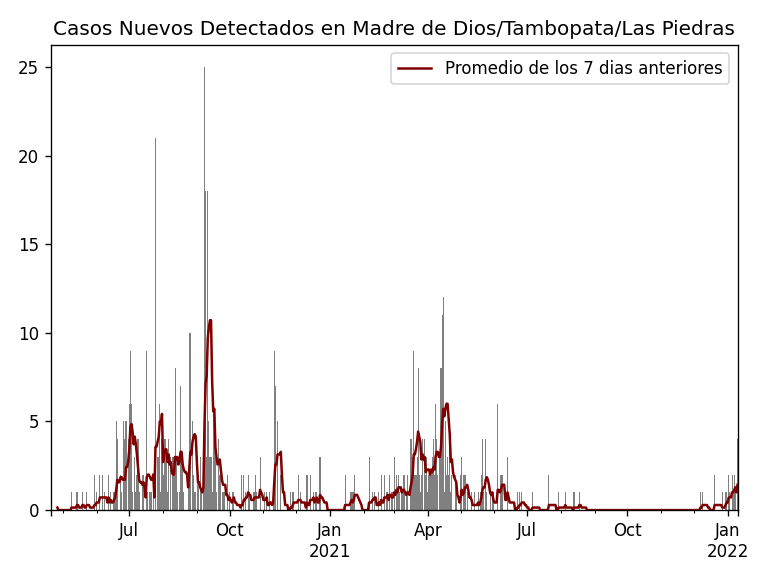 Casos Nuevos Detectados en Madre de Dios/Tambopata/Las Piedras
Promedio de los 7 dias anteriores
25
20
15
10
5
0
Jul Oct Jan Apr Jul Oct Jan
2021 2022